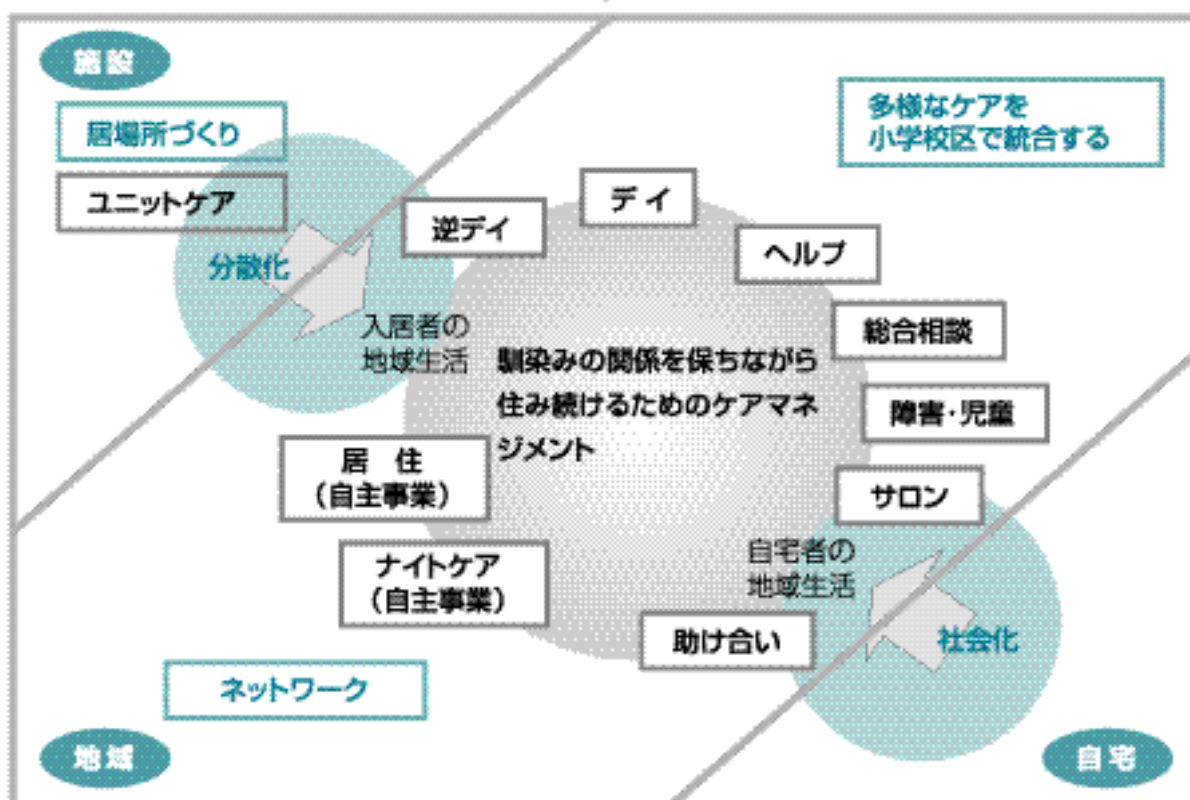 施設
居場所づくり
ユニットケア
分散化
多様なケアを
小学校区で統合する
逆デイ
デイ
ヘルプ
総合相談
障害・児童
サロン
入居者の
地域生活
馴染みの関係を保ちながら
住み続けるためのケアマネ
ジメント
居 住
（自主事業）
ナイトケア
（自主事業）
自宅者の
地域生活
助け合い
社会化
ネットワーク
地域
自宅